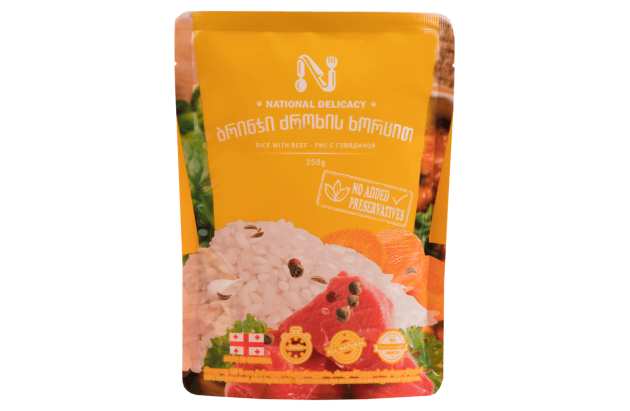 N
NATIONAL DELICACY
ბრინჯი ძროხის ხორცით
RICE WITH BEEF - РИС С ГОВЯДИНОЙ
250g
NO ADDED
PRESERVATIVES